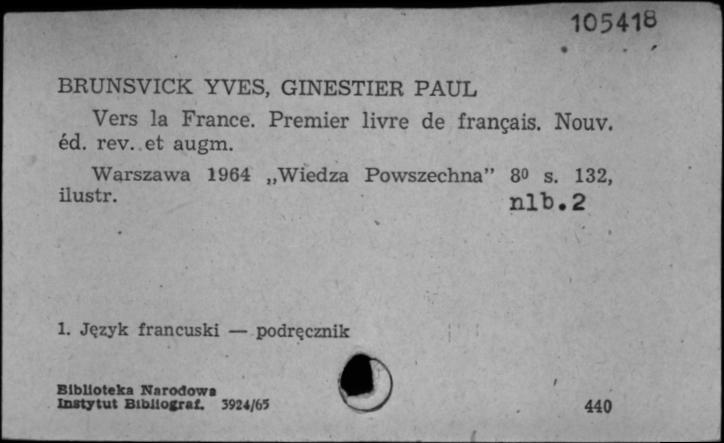 105418
BRUNSVICK YVES, GINESTIER PAUL
Vers la France. Premier livre de français. Nouv.
éd. rev. et augm.
Warszawa 1964 „Wiedza Powszechna” 8⁰ s. 132,
ilustr. nlb.2
1. Język francuski — podręcznik
Biblioteka Narodowa
Instytut Bibliograf. 3924/65 440